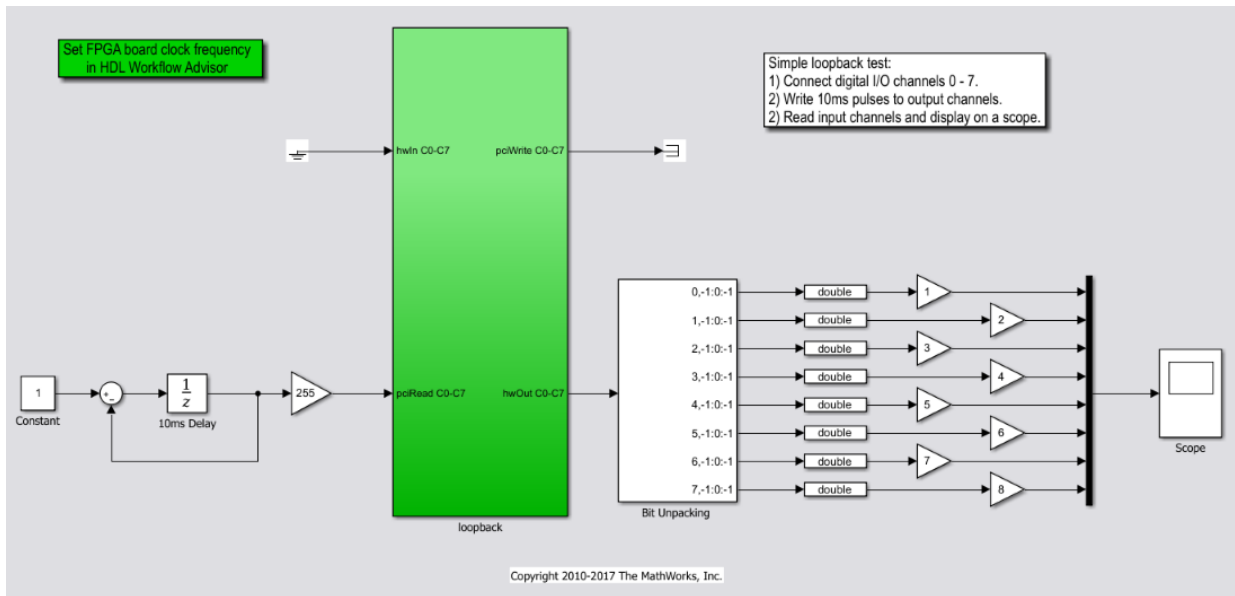 Set FPGA board clock frequency
in HDL Workflow Advisor
Simple loopback test:
1) Connect digital I/O channels 0 - 7.
2) Write 10ms pulses to output channels.
2) Read input channels and display on a scope.
hwIn C0-C7
pciWrite C0-C7
0,-1:0:-1
double
1
1,-1:0:-1
double
2
2,-1:0:-1
double
3
3,-1:0:-1
double
4
1
+
-
1
z
255
pciRead C0-C7
hwOut C0-C7
4,-1:0:-1
double
5
Constant
10ms Delay
5,-1:0:-1
double
6
Scope
6,-1:0:-1
double
7
7,-1:0:-1
double
8
Bit Unpacking
loopback
Copyright 2010-2017 The MathWorks, Inc.